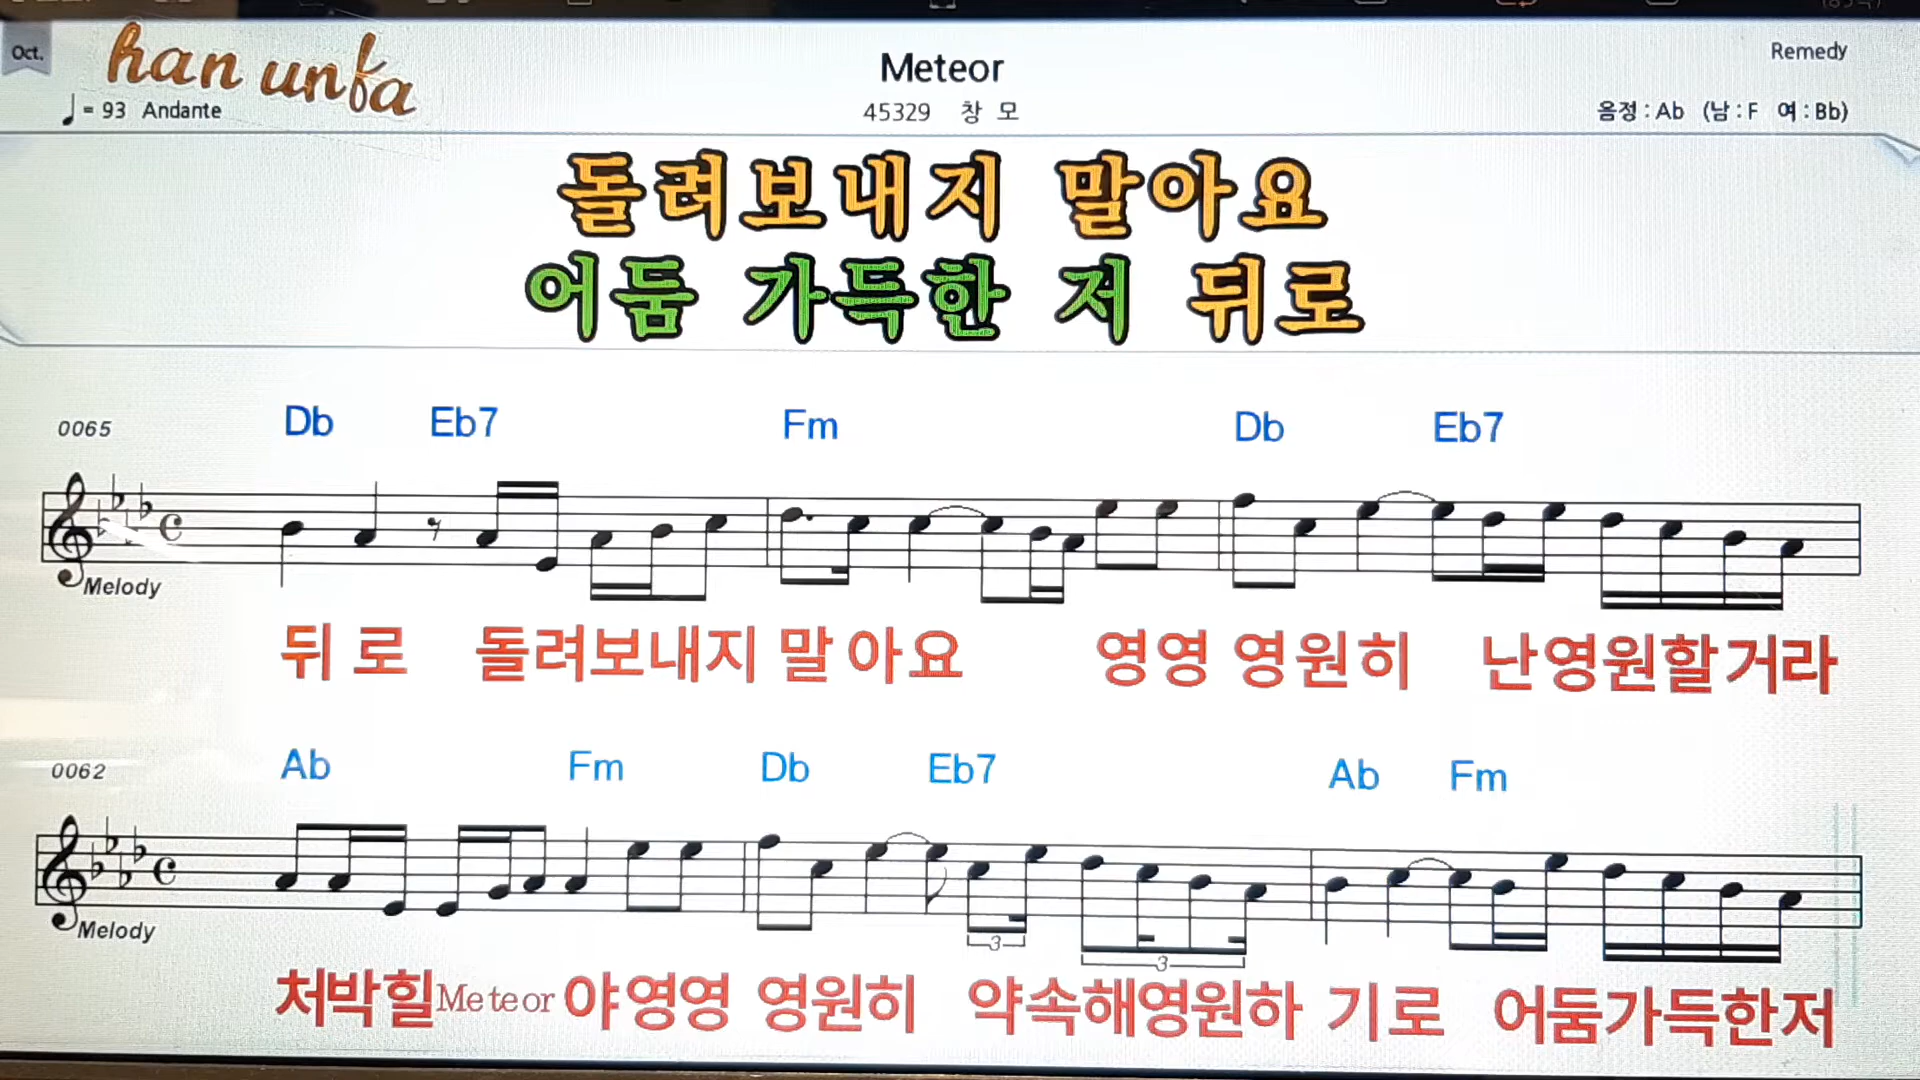 Oct.
han unfa
Meteor
Remedy
♩ = 93 Andante
45329 창 모
음정 : Ab (남 : F 여 : Bb)
돌려보내지 말아요
어둠 가득한 저 뒤로
0065 Db Eb7 Fm Db Eb7
Melody
뒤 로 돌려보내지 말 아 요 영영 영원히 난영원할거라
0062 Ab Fm Db Eb7 Ab Fm
3
3
Melody
처박힐Meteor 야영영 영원히 약속해영원하 기로 어둠가득한저